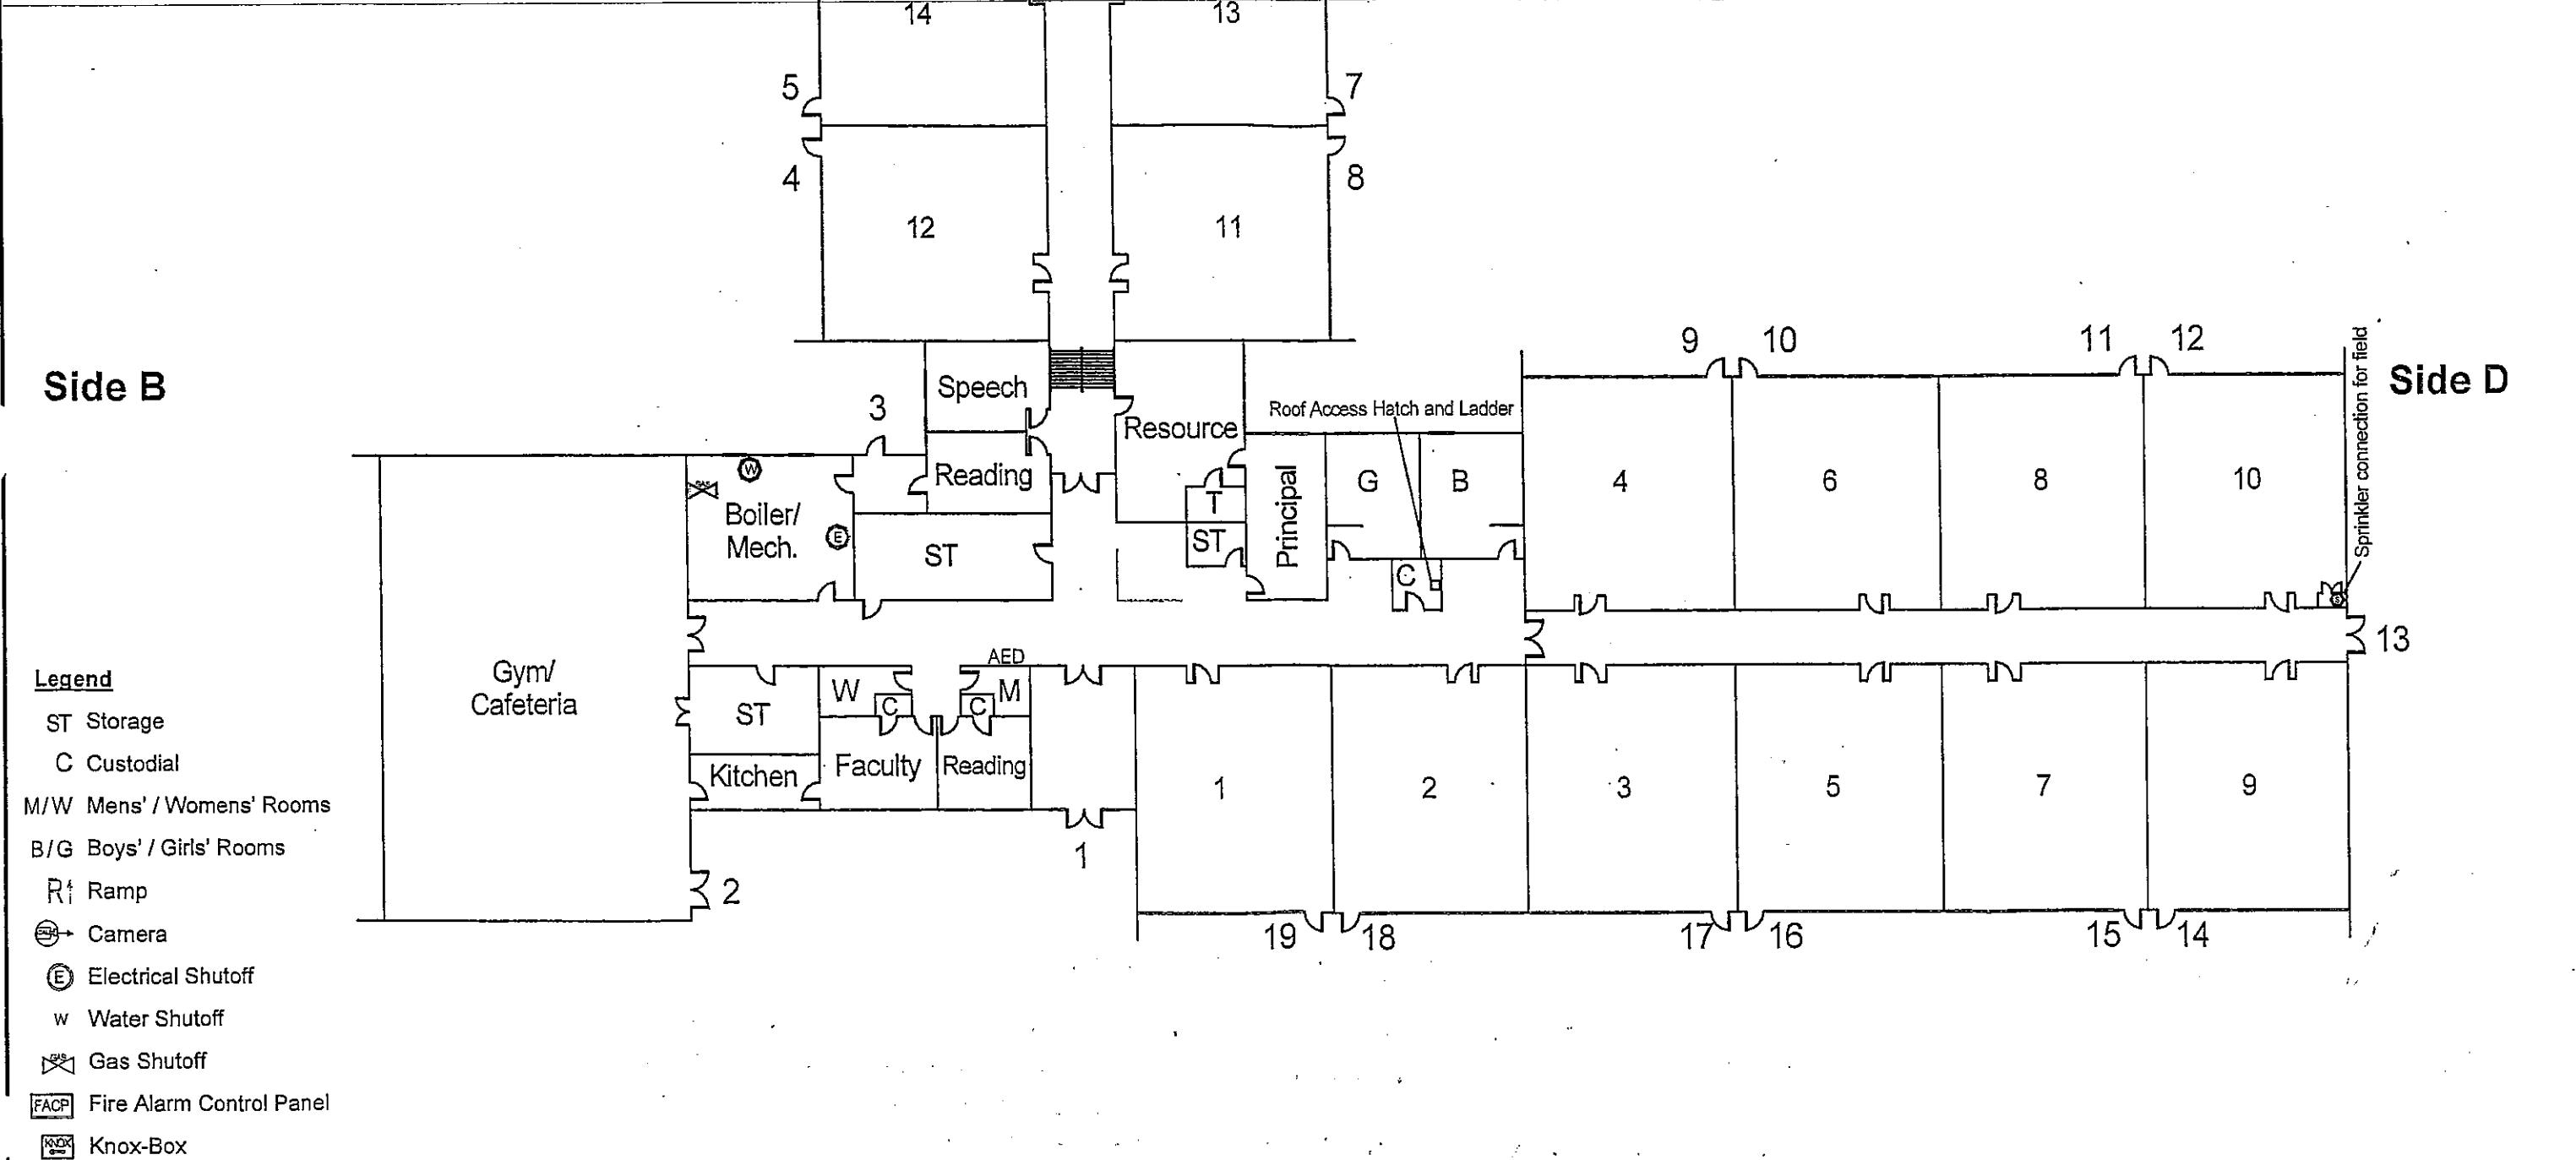 14
13
5
7
4
8
12
11
9
10
11
12
Side B
Speech
3
Roof Access Hatch and Ladder
Resource
Sprinkler connection for field
Side D
W
GAS
Reading
Boiler/
Mech.
E
ST
T
ST
Principal
G
B
C
4
6
8
10
S
13
AED
Gym/
Cafeteria
W
C
C
M
ST
Kitchen
Faculty
Reading
1
2
3
5
7
9
1
2
19
18
17
16
15
14
Legend
ST Storage
C Custodial
M/W Mens' / Womens' Rooms
B/G Boys' / Girls' Rooms
R Ramp
Camera
E Electrical Shutoff
W Water Shutoff
GAS Gas Shutoff
FACP Fire Alarm Control Panel
KNOX Knox-Box